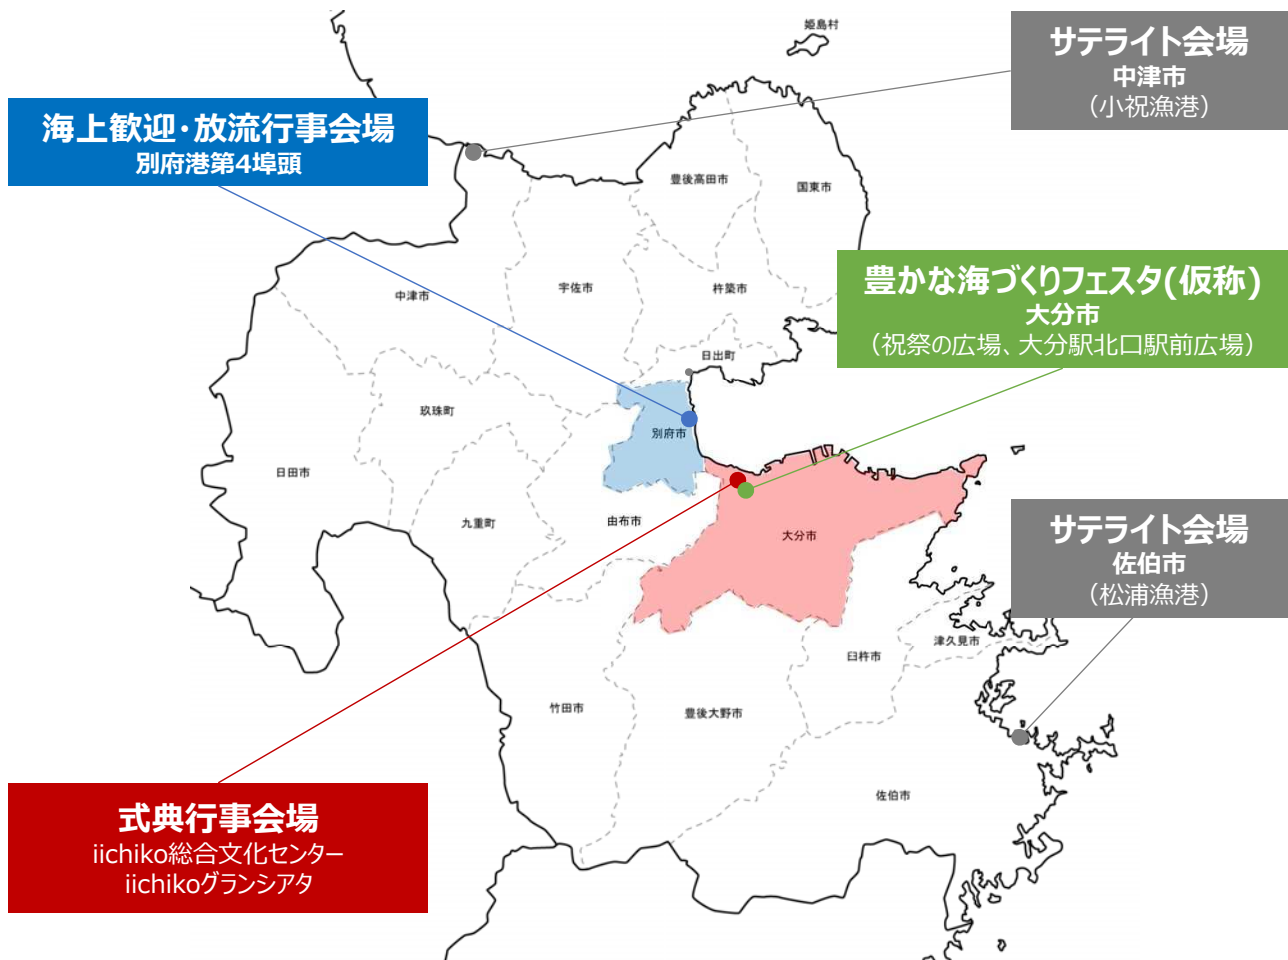 姫島村
サテライト会場
中津市
（小祝漁港）
海上歓迎・放流行事会場
別府港第4埠頭
豊後高田市
国東市
豊かな海づくりフェスタ(仮称)
大分市
（祝祭の広場、大分駅北口駅前広場）
中津市
宇佐市
杵築市
日出町
玖珠町
別府市
日田市
九重町
由布市
大分市
サテライト会場
佐伯市
（松浦漁港）
津久見市
臼杵市
竹田市
豊後大野市
佐伯市
式典行事会場
iichiko総合文化センター
iichikoグランシアタ